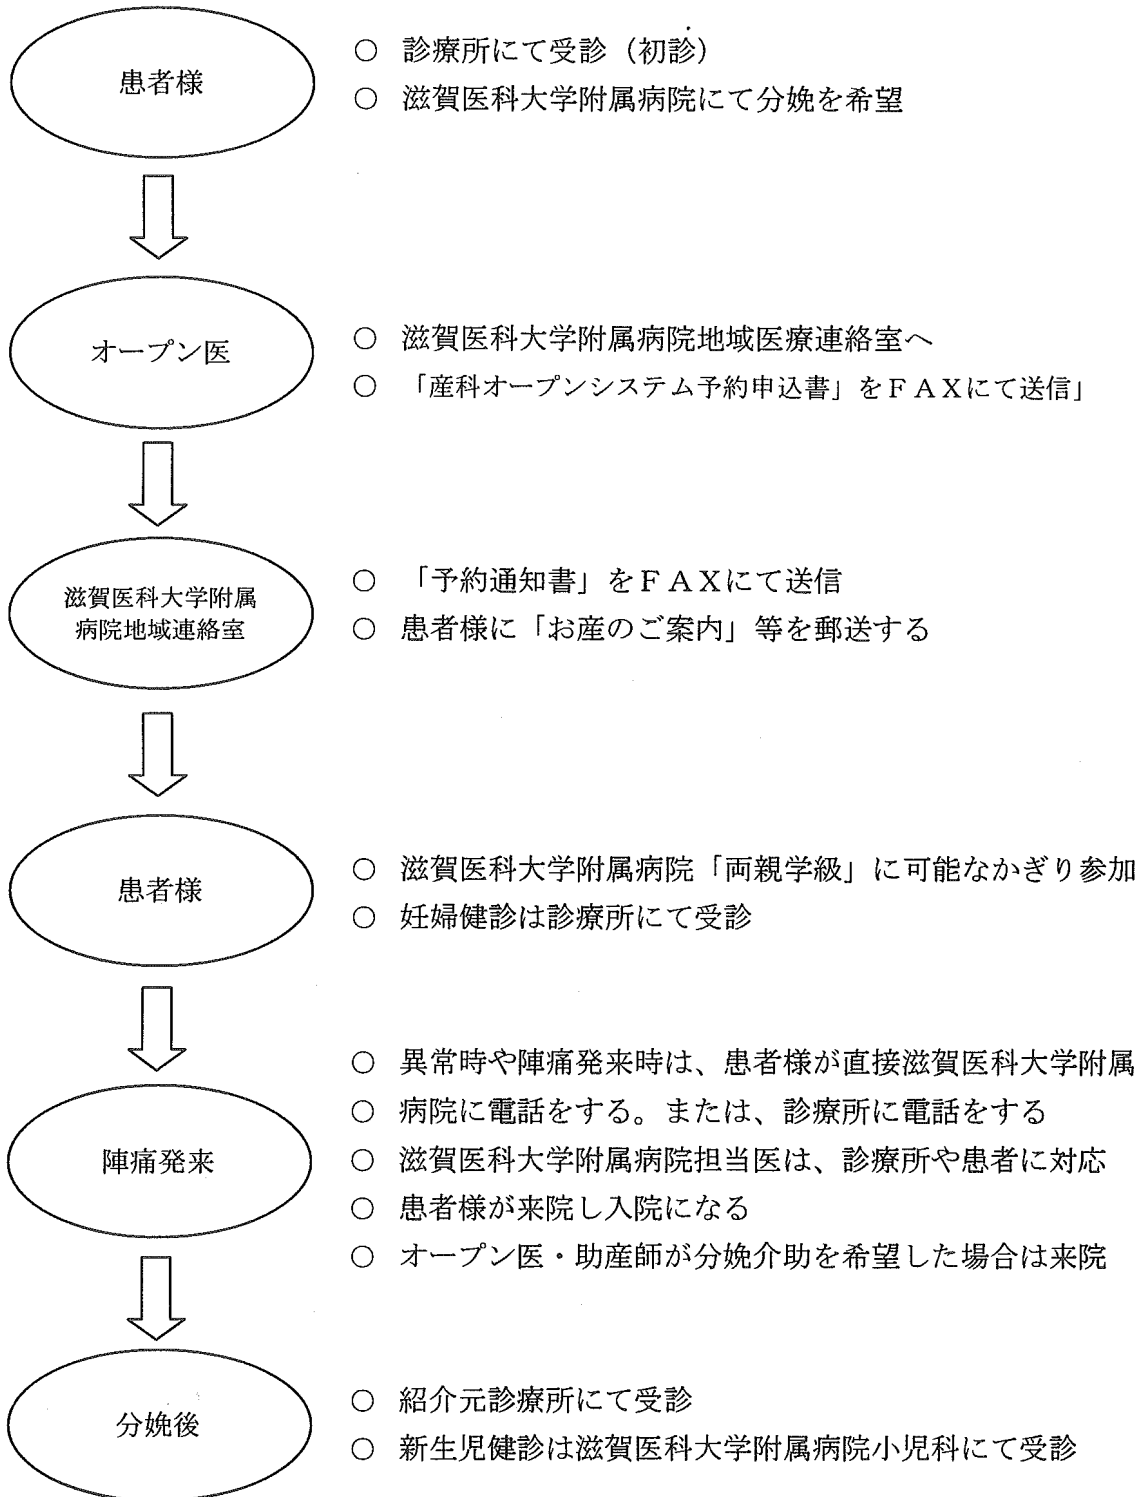 患者様
○ 診療所にて受診（初診）
○ 滋賀医科大学附属病院にて分娩を希望
オープン医
○ 滋賀医科大学附属病院地域医療連絡室へ
○ 「産科オープンシステム予約申込書」をＦＡＸにて送信」
滋賀医科大学附属
病院地域連絡室
○ 「予約通知書」をＦＡＸにて送信
○ 患者様に「お産のご案内」等を郵送する
患者様
○ 滋賀医科大学附属病院「両親学級」に可能なかぎり参加
○ 妊婦健診は診療所にて受診
陣痛発来
○ 異常時や陣痛発来時は、患者様が直接滋賀医科大学附属
○ 病院に電話をする。または、診療所に電話をする
○ 滋賀医科大学附属病院担当医は、診療所や患者に対応
○ 患者様が来院し入院になる
○ オープン医・助産師が分娩介助を希望した場合は来院
分娩後
○ 紹介元診療所にて受診
○ 新生児健診は滋賀医科大学附属病院小児科にて受診